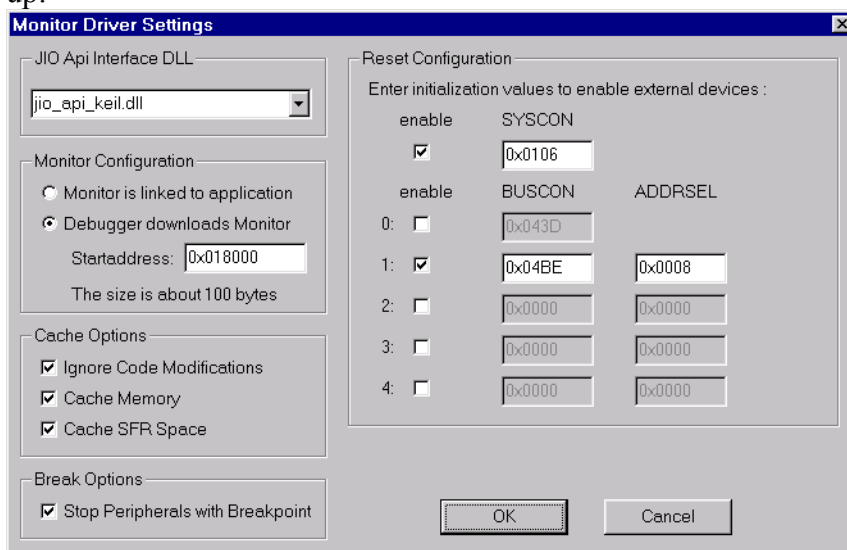 up.
Monitor Driver Settings
JIO Api Interface DLL
jio_api_keil.dll
Monitor Configuration
Monitor is linked to application
Debugger downloads Monitor
Startaddress: 0x018000
The size is about 100 bytes
Cache Options
Ignore Code Modifications
Cache Memory
Cache SFR Space
Break Options
Stop Peripherals with Breakpoint
Reset Configuration
Enter initialization values to enable external devices :
enable SYSCON
0x0106
enable BUSCON ADDRSEL
0: 0x043D
1: 0x04BE 0x0008
2: 0x0000 0x0000
3: 0x0000 0x0000
4: 0x0000 0x0000
OK Cancel